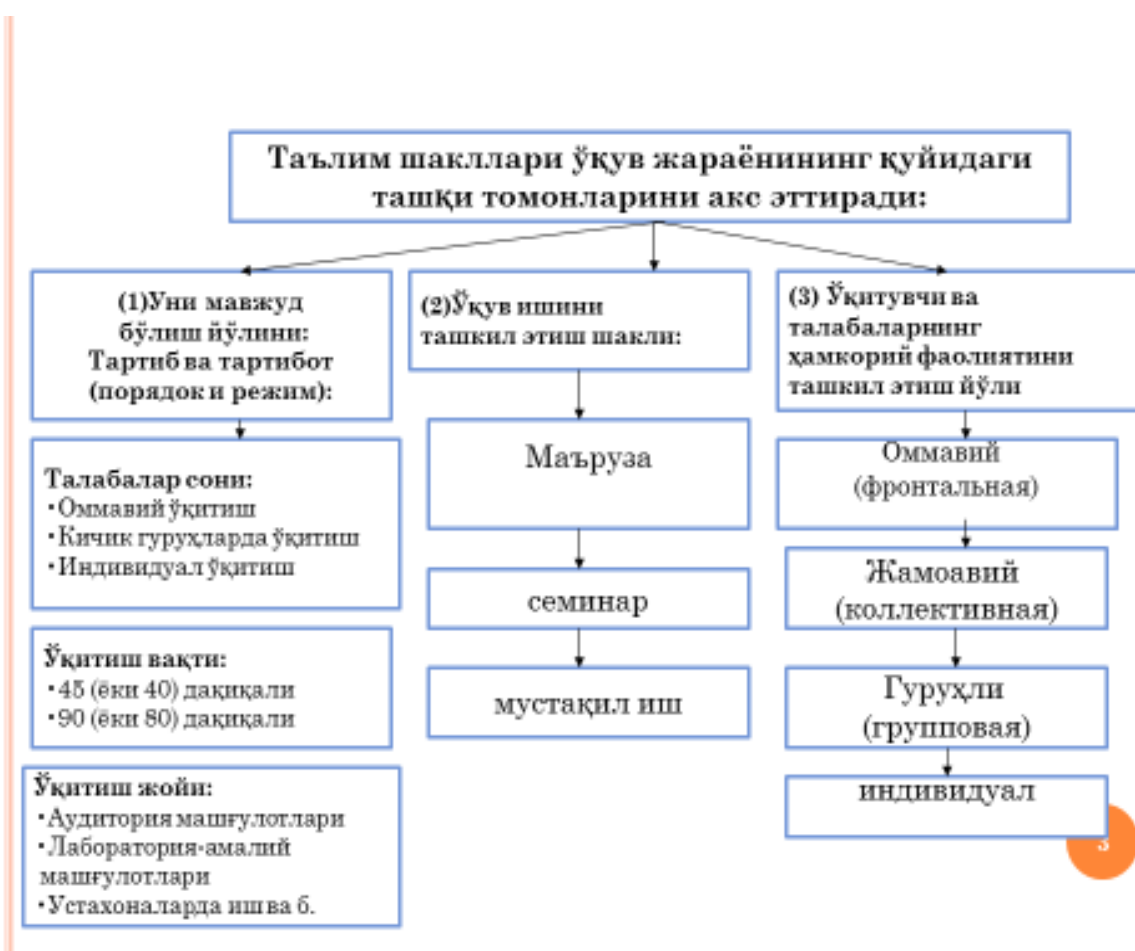 Таълим шакллари ўқув жараёнининг қуйидаги
ташқи томонларини акс эттиради:
(1)Уни мавжуд
бўлиш йўлини:
Тартиб ва тартибот
(порядок и режим):
Талабалар сони:
•Оммавий ўқитиш
•Кичик гуруҳларда ўқитиш
•Индивидуал ўқитиш
Ўқитиш вақти:
•45 (ёки 40) дақиқали
•90 (ёки 80) дақиқали
Ўқитиш жойи:
•Аудитория машғулотлари
•Лаборатория-амалий
машғулотлари
•Устахоналарда иш ва б.
(2)Ўқув ишини
ташкил этиш шакли:
Маъруза
семинар
мустақил иш
(3) Ўқитувчи ва
талабаларнинг
ҳамкорий фаолиятини
ташкил этиш йўли
Оммавий
(фронтальная)
Жамоавий
(коллективная)
Гуруҳли
(групповая)
индивидуал
3